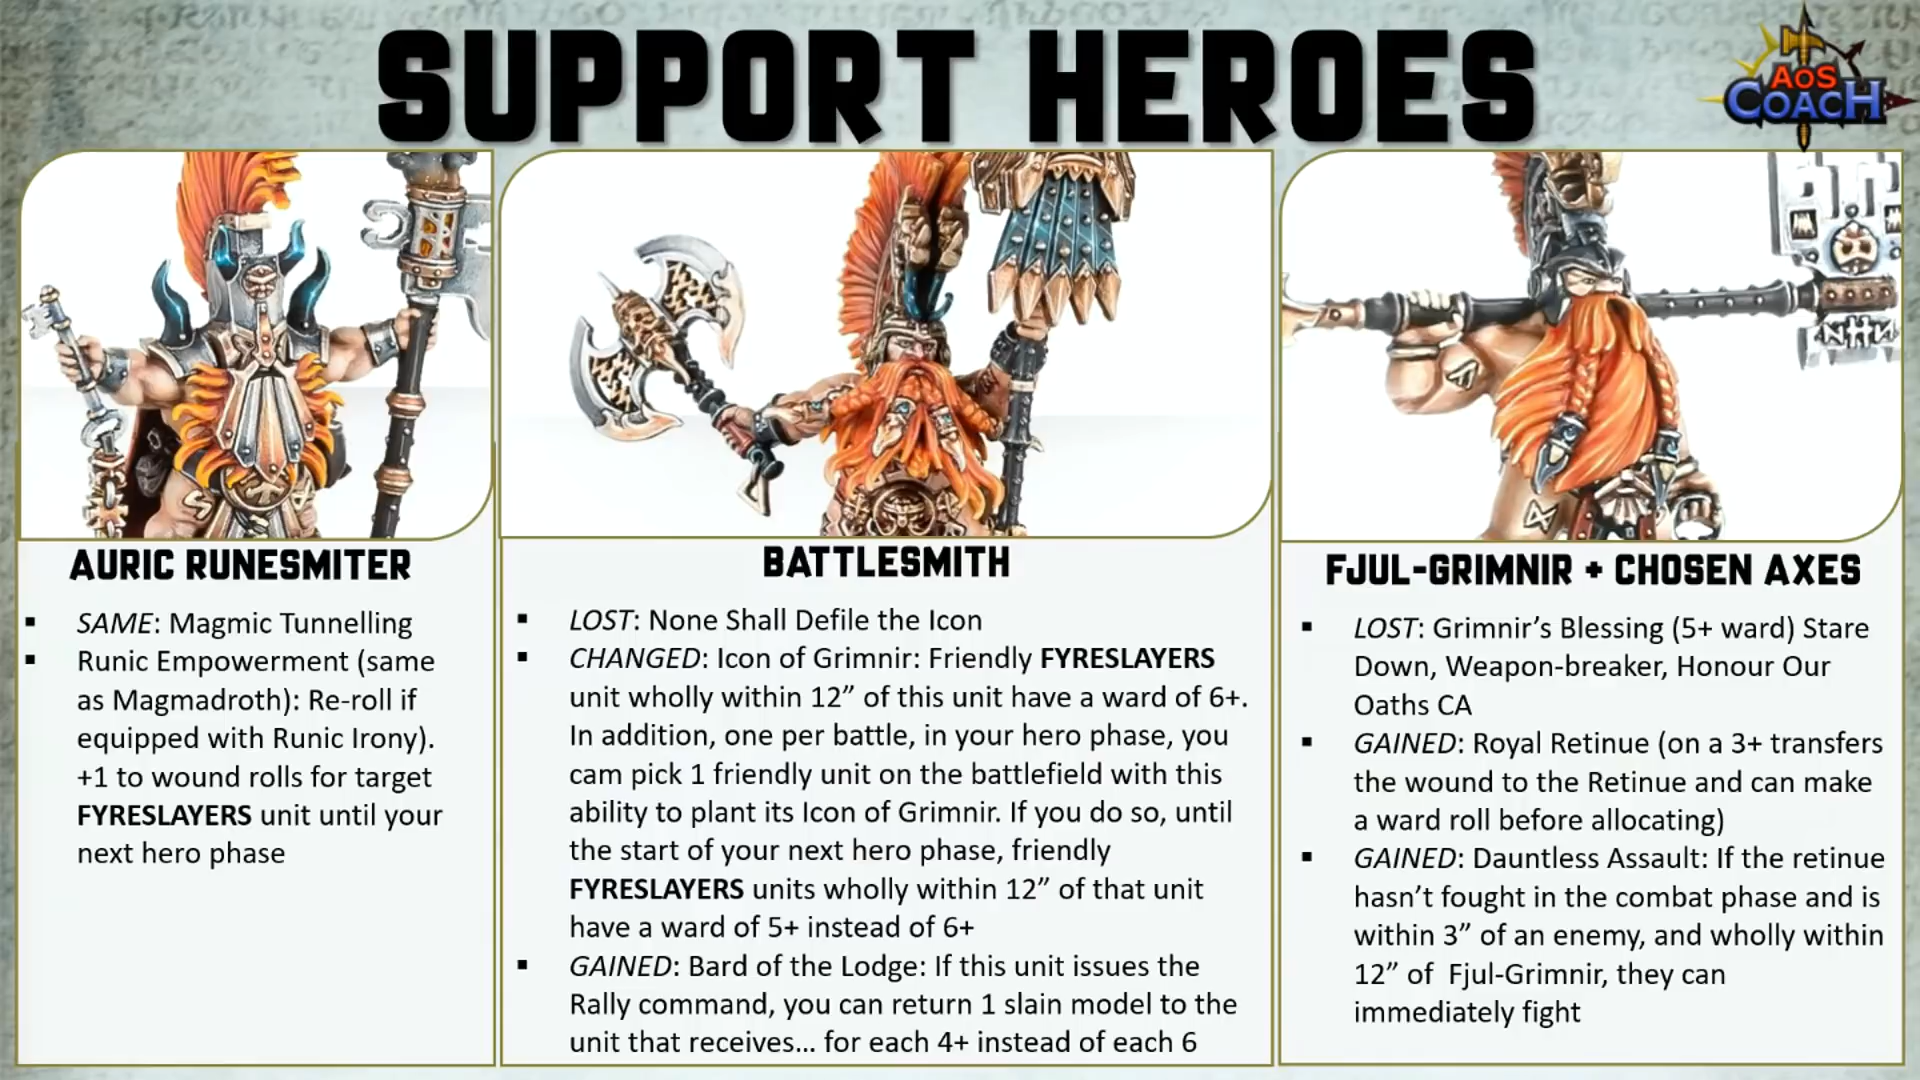 SUPPORT HEROES
AoS
COACH
AURIC RUNESMITER
▪ SAME: Magmic Tunnelling
▪ Runic Empowerment (same
as Magmadroth): Re-roll if
equipped with Runic Irony).
+1 to wound rolls for target
FYRESLAYERS unit until your
next hero phase
BATTLESMITH
▪ LOST: None Shall Defile the Icon
▪ CHANGED: Icon of Grimnir: Friendly FYRESLAYERS
unit wholly within 12” of this unit have a ward of 6+.
In addition, one per battle, in your hero phase, you
cam pick 1 friendly unit on the battlefield with this
ability to plant its Icon of Grimnir. If you do so, until
the start of your next hero phase, friendly
FYRESLAYERS units wholly within 12” of that unit
have a ward of 5+ instead of 6+
▪ GAINED: Bard of the Lodge: If this unit issues the
Rally command, you can return 1 slain model to the
unit that receives... for each 4+ instead of each 6
FJUL-GRIMNIR + CHOSEN AXES
▪ LOST: Grimnir’s Blessing (5+ ward) Stare
Down, Weapon-breaker, Honour Our
Oaths CA
▪ GAINED: Royal Retinue (on a 3+ transfers
the wound to the Retinue and can make
a ward roll before allocating)
▪ GAINED: Dauntless Assault: If the retinue
hasn’t fought in the combat phase and is
within 3” of an enemy, and wholly within
12” of Fjul-Grimnir, they can
immediately fight